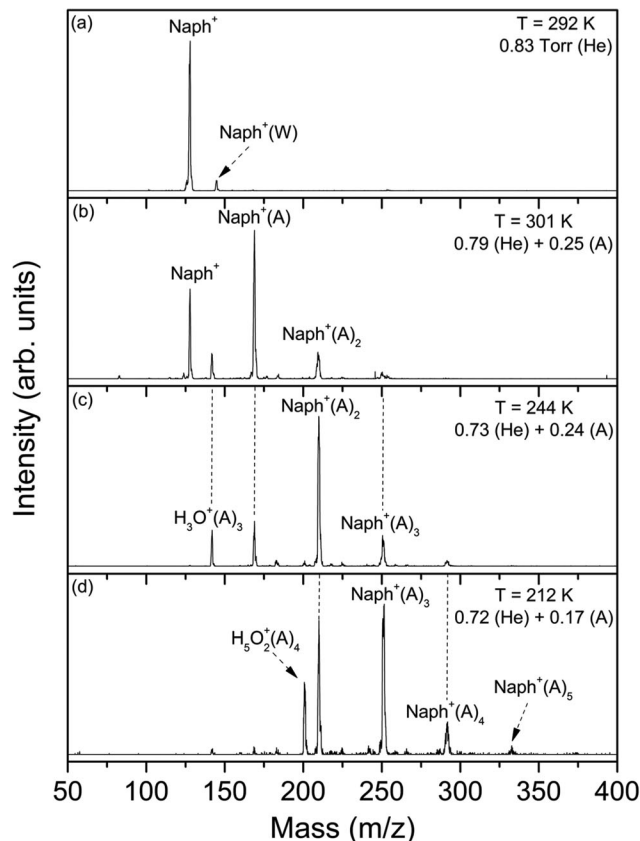 (a)
Naph⁺
T = 292 K
0.83 Torr (He)
Naph⁺(W)
(b)
Naph⁺(A)
T = 301 K
0.79 (He) + 0.25 (A)
Naph⁺
Naph⁺(A)₂
(c)
Naph⁺(A)₂
T = 244 K
0.73 (He) + 0.24 (A)
H₃O⁺(A)₃
Naph⁺(A)₃
(d)
Naph⁺(A)₃
T = 212 K
0.72 (He) + 0.17 (A)
H₅O₂⁺(A)₄
Naph⁺(A)₄
Naph⁺(A)₅
Intensity (arb. units)
50 100 150 200 250 300 350 400
Mass (m/z)